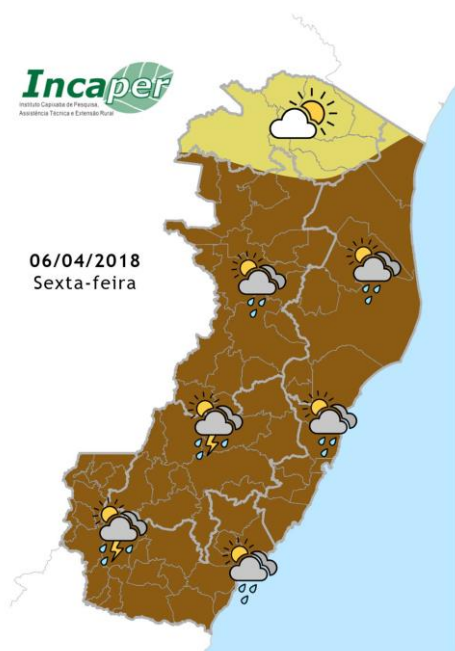 Incaper
Instituto Capixaba de Pesquisa,
Assistência Técnica e Extensão Rural
06/04/2018
Sexta-feira